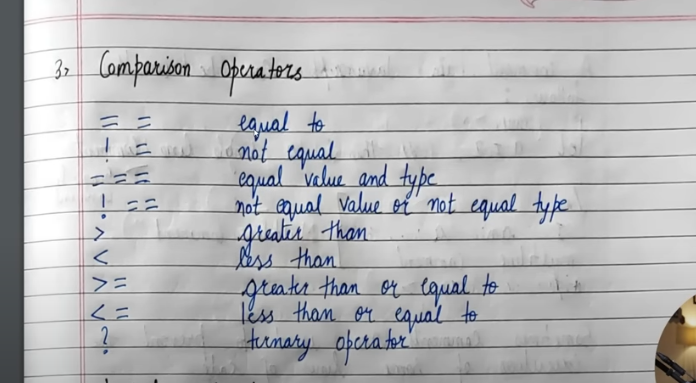 3> Comparison Operators
= = equal to
! = not equal
= = = equal value and type
! = = not equal value or not equal type
> greater than
< less than
> = greater than or equal to
< = less than or equal to
? ternary operator